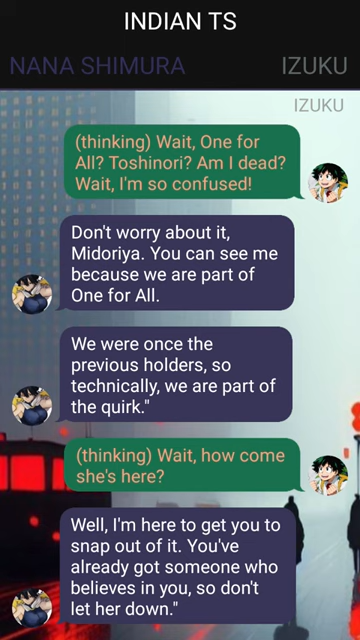 INDIAN TS
NANA SHIMURA IZUKU
IZUKU
(thinking) Wait, One for
All? Toshinori? Am I dead?
Wait, I'm so confused!
Don't worry about it,
Midoriya. You can see me
because we are part of
One for All.
We were once the
previous holders, so
technically, we are part of
the quirk."
(thinking) Wait, how come
she's here?
Well, I'm here to get you to
snap out of it. You've
already got someone who
believes in you, so don't
let her down."